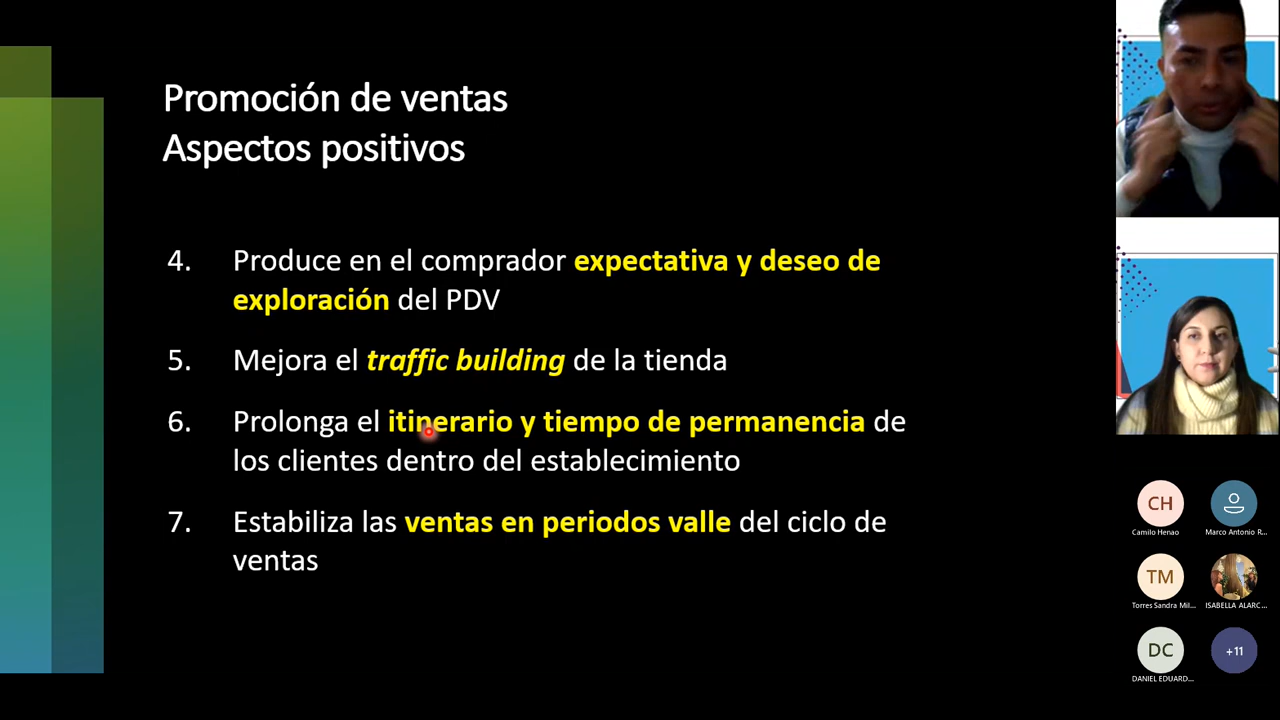 Promoción de ventas
Aspectos positivos
4. Produce en el comprador expectativa y deseo de
exploración del PDV
5. Mejora el traffic building de la tienda
6. Prolonga el itinerario y tiempo de permanencia de
los clientes dentro del establecimiento
7. Estabiliza las ventas en periodos valle del ciclo de
ventas
CH
Camilo Henao
Marco Antonio R...
TM
Torres Sandra Mil...
ISABELLA ALARC...
DC
DANIEL EDUARD...
+11